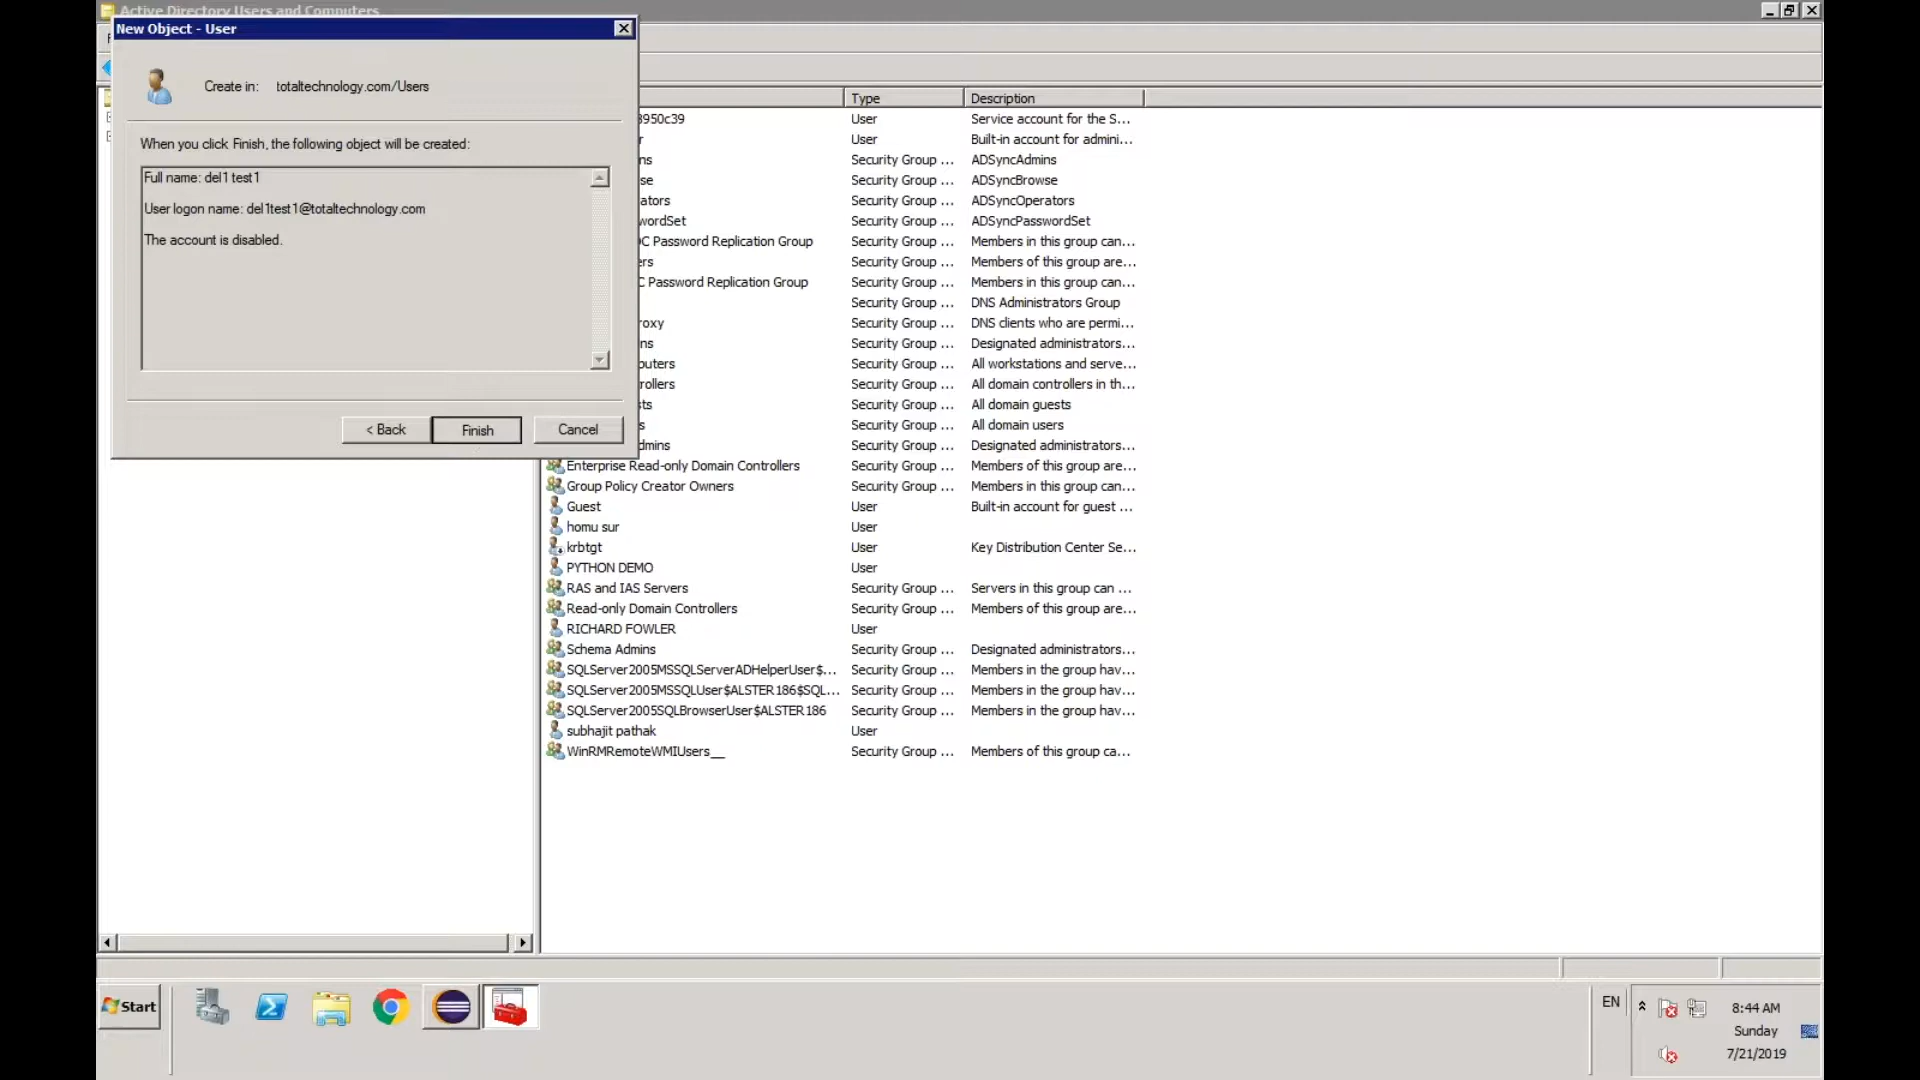 Active Directory Users and Computers
New Object - User
Create in: totaltechnology.com/Users
When you click Finish, the following object will be created:
Full name: del1 test1
User logon name: del1test1@totaltechnology.com
The account is disabled.
< Back Finish Cancel
Type Description
8950c39 User Service account for the S...
r User Built-in account for admini...
ns Security Group ... ADSyncAdmins
se Security Group ... ADSyncBrowse
ators Security Group ... ADSyncOperators
wordSet Security Group ... ADSyncPasswordSet
C Password Replication Group Security Group ... Members in this group can...
ers Security Group ... Members of this group are...
C Password Replication Group Security Group ... Members in this group can...
Security Group ... DNS Administrators Group
roxy Security Group ... DNS clients who are permi...
ns Security Group ... Designated administrators...
puters Security Group ... All workstations and serve...
rollers Security Group ... All domain controllers in th...
sts Security Group ... All domain guests
s Security Group ... All domain users
dmins Security Group ... Designated administrators...
Enterprise Read-only Domain Controllers Security Group ... Members of this group are...
Group Policy Creator Owners Security Group ... Members in this group can...
Guest User Built-in account for guest ...
homu sur User
krbtgt User Key Distribution Center Se...
PYTHON DEMO User
RAS and IAS Servers Security Group ... Servers in this group can ...
Read-only Domain Controllers Security Group ... Members of this group are...
RICHARD FOWLER User
Schema Admins Security Group ... Designated administrators...
SQLServer2005MSSQLServerADHelperUser$... Security Group ... Members in the group hav...
SQLServer2005MSSQLUser$ALSTER186$SQL... Security Group ... Members in the group hav...
SQLServer2005SQLBrowserUser$ALSTER186 Security Group ... Members in the group hav...
subhajit pathak User
WinRMRemoteWMIUsers__ Security Group ... Members of this group ca...
Start
EN
8:44 AM
Sunday
7/21/2019